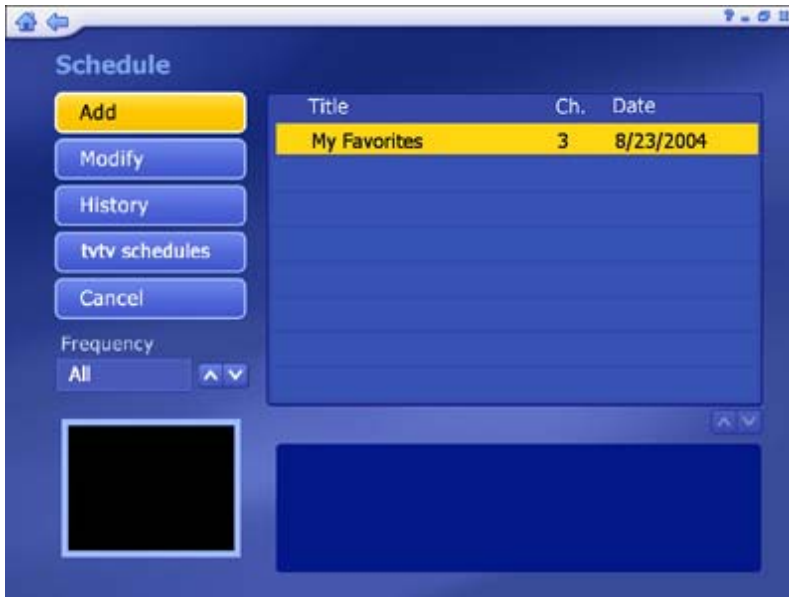 Schedule
Add
Modify
History
tvtv schedules
Cancel
Frequency
All
Title Ch. Date
My Favorites 3 8/23/2004